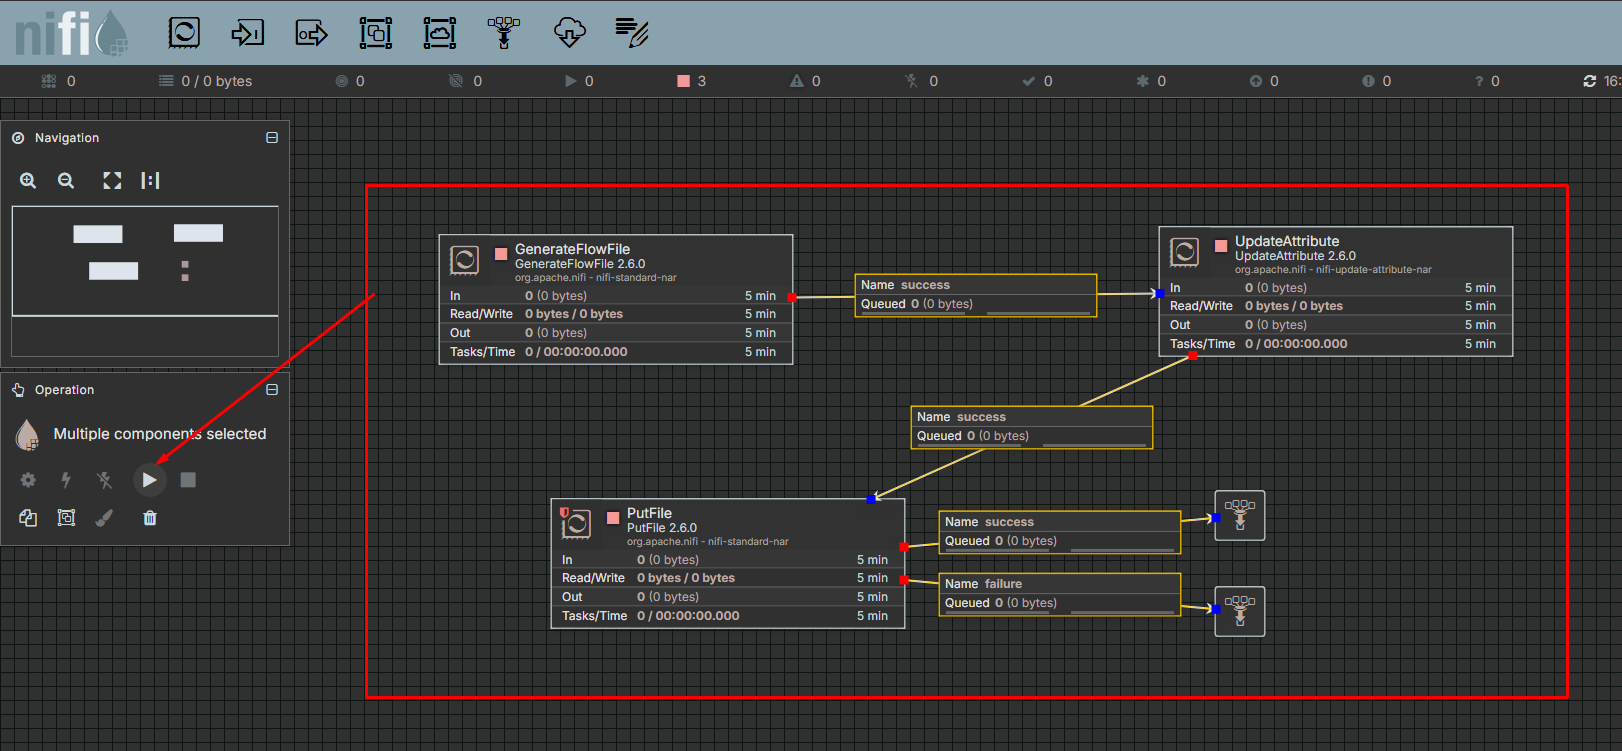 nifi
0
0 / 0 bytes
0
0
0
3
0
0
0
0
0
0
? 0
16:
Navigation
Operation
Multiple components selected
GenerateFlowFile
GenerateFlowFile 2.6.0
org.apache.nifi - nifi-standard-nar
In 0 (0 bytes) 5 min
Read/Write 0 bytes / 0 bytes 5 min
Out 0 (0 bytes) 5 min
Tasks/Time 0 / 00:00:00.000 5 min
Name success
Queued 0 (0 bytes)
UpdateAttribute
UpdateAttribute 2.6.0
org.apache.nifi - nifi-update-attribute-nar
In 0 (0 bytes) 5 min
Read/Write 0 bytes / 0 bytes 5 min
Out 0 (0 bytes) 5 min
Tasks/Time 0 / 00:00:00.000 5 min
Name success
Queued 0 (0 bytes)
PutFile
PutFile 2.6.0
org.apache.nifi - nifi-standard-nar
In 0 (0 bytes) 5 min
Read/Write 0 bytes / 0 bytes 5 min
Out 0 (0 bytes) 5 min
Tasks/Time 0 / 00:00:00.000 5 min
Name success
Queued 0 (0 bytes)
Name failure
Queued 0 (0 bytes)